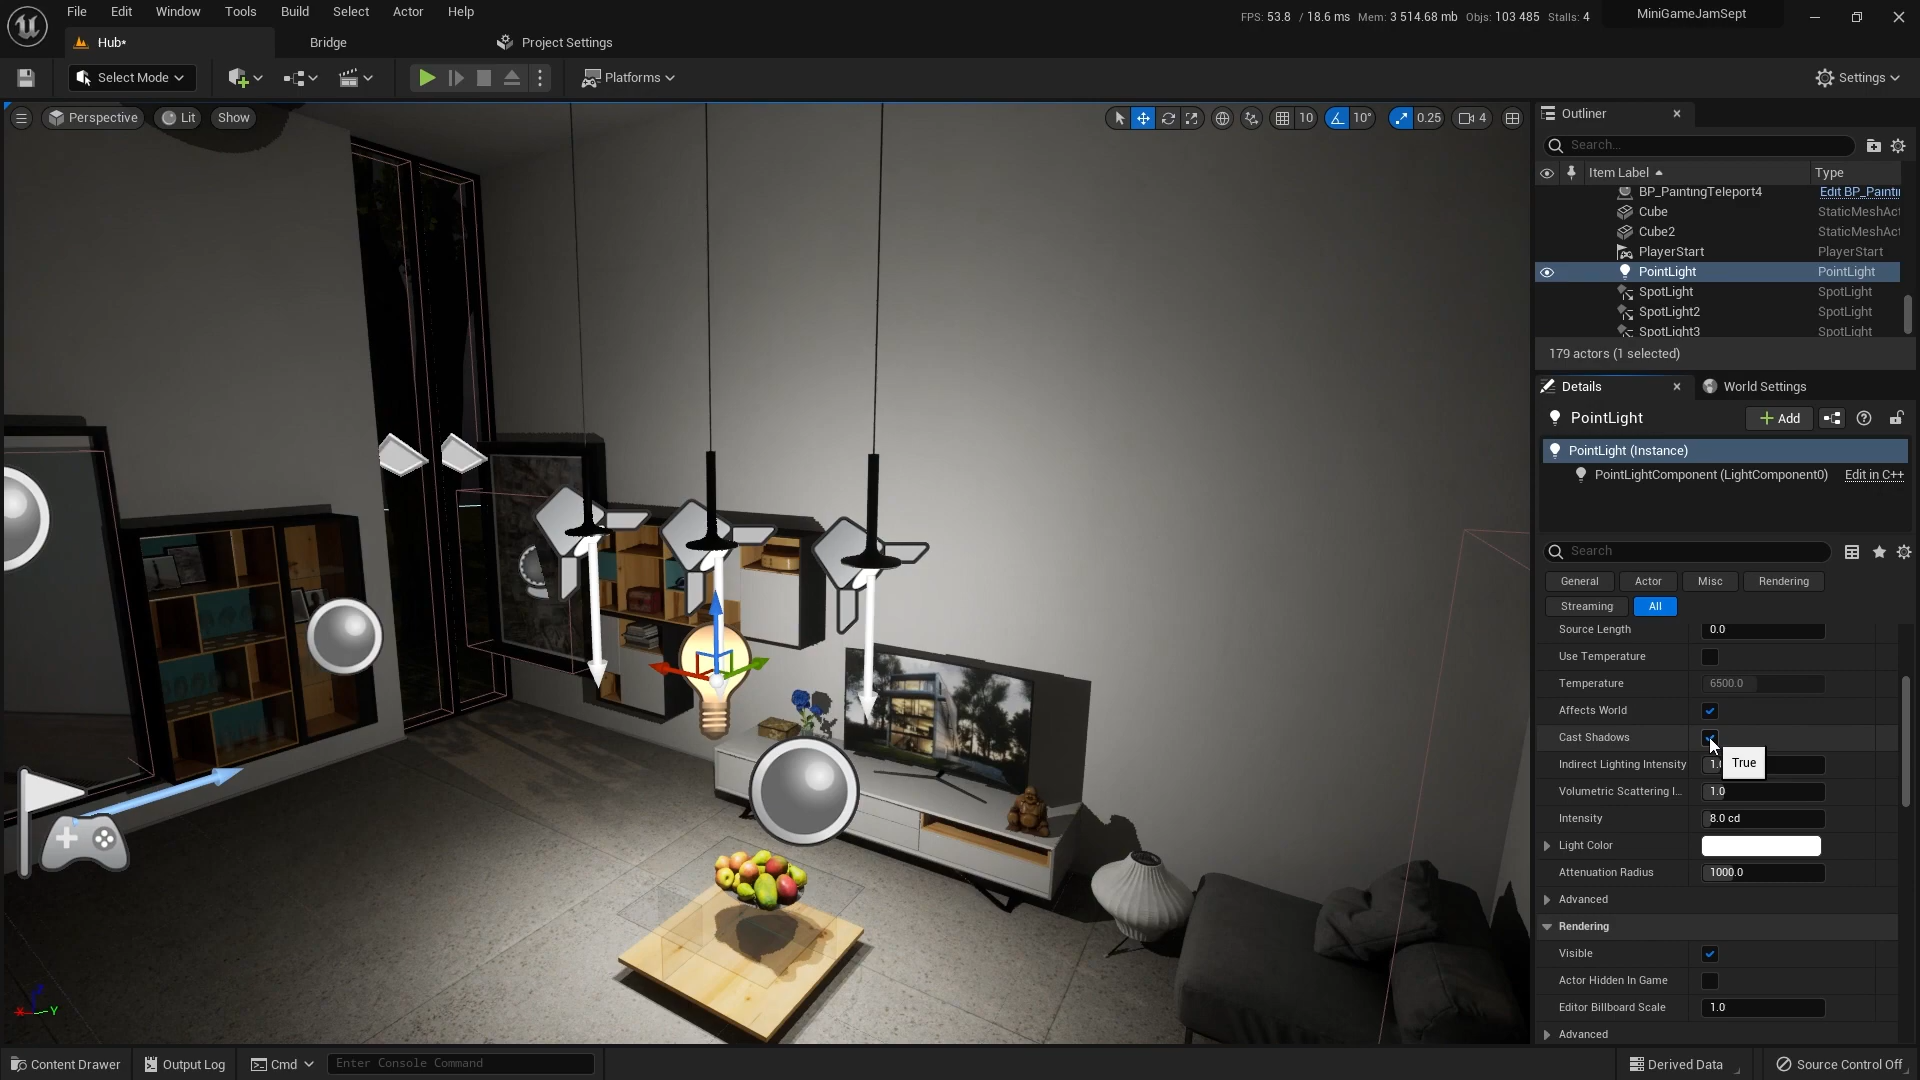 File Edit Window Tools Build Select Actor Help
FPS: 53.8 / 18.6 ms Mem: 3 514.68 mb Objs: 103 485 Stalls: 4
MiniGameJamSept
Hub*
Bridge
Project Settings
Select Mode
Platforms
Settings
Perspective
Lit
Show
10
10°
0.25
4
Outliner
Search...
Item Label
Type
BP_PaintingTeleport4 Edit BP_Painti
Cube StaticMeshAct
Cube2 StaticMeshAct
PlayerStart PlayerStart
PointLight PointLight
SpotLight SpotLight
SpotLight2 SpotLight
SpotLight3 SpotLight
179 actors (1 selected)
Details
World Settings
PointLight
Add
PointLight (Instance)
PointLightComponent (LightComponent0) Edit in C++
Search
General Actor Misc Rendering
Streaming All
Source Length 0.0
Use Temperature
Temperature 6500.0
Affects World
Cast Shadows
True
Indirect Lighting Intensity
Volumetric Scattering I... 1.0
Intensity 8.0 cd
Light Color
Attenuation Radius 1000.0
Advanced
Rendering
Visible
Actor Hidden In Game
Editor Billboard Scale 1.0
Advanced
X Y
Content Drawer
Output Log
Cmd
Enter Console Command
Derived Data
Source Control Off